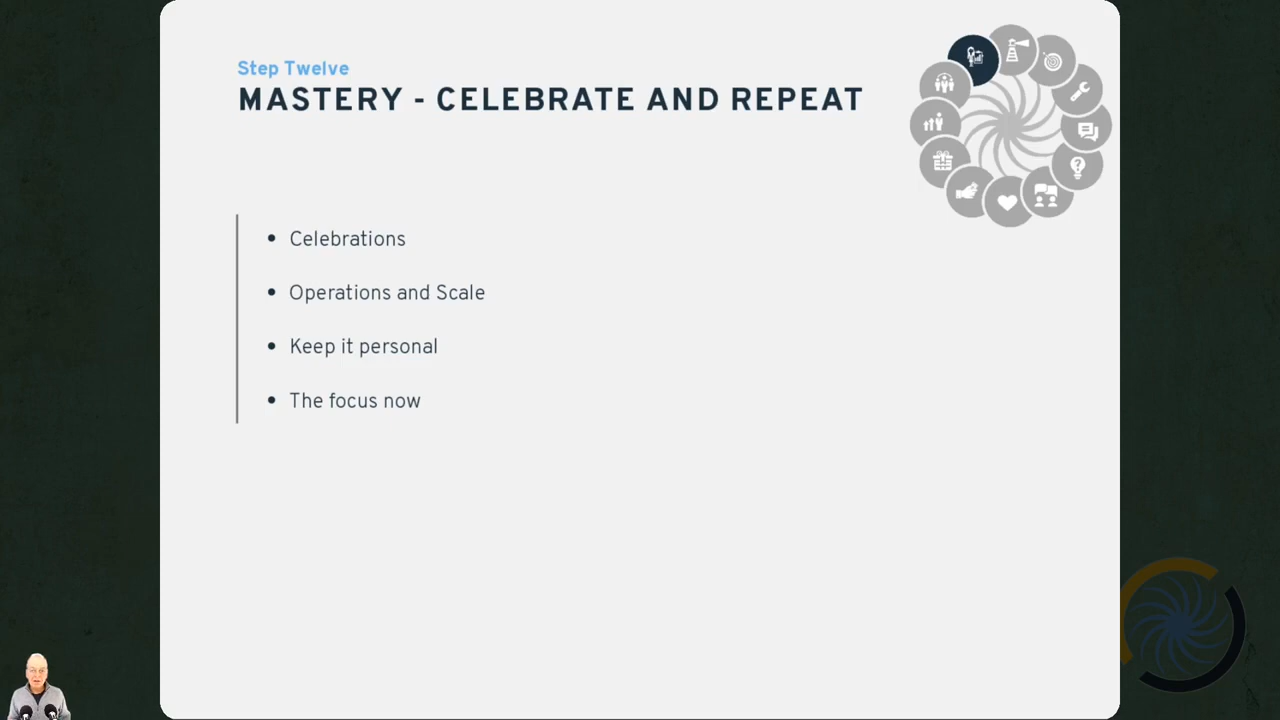 Step Twelve
MASTERY - CELEBRATE AND REPEAT
• Celebrations
• Operations and Scale
• Keep it personal
• The focus now